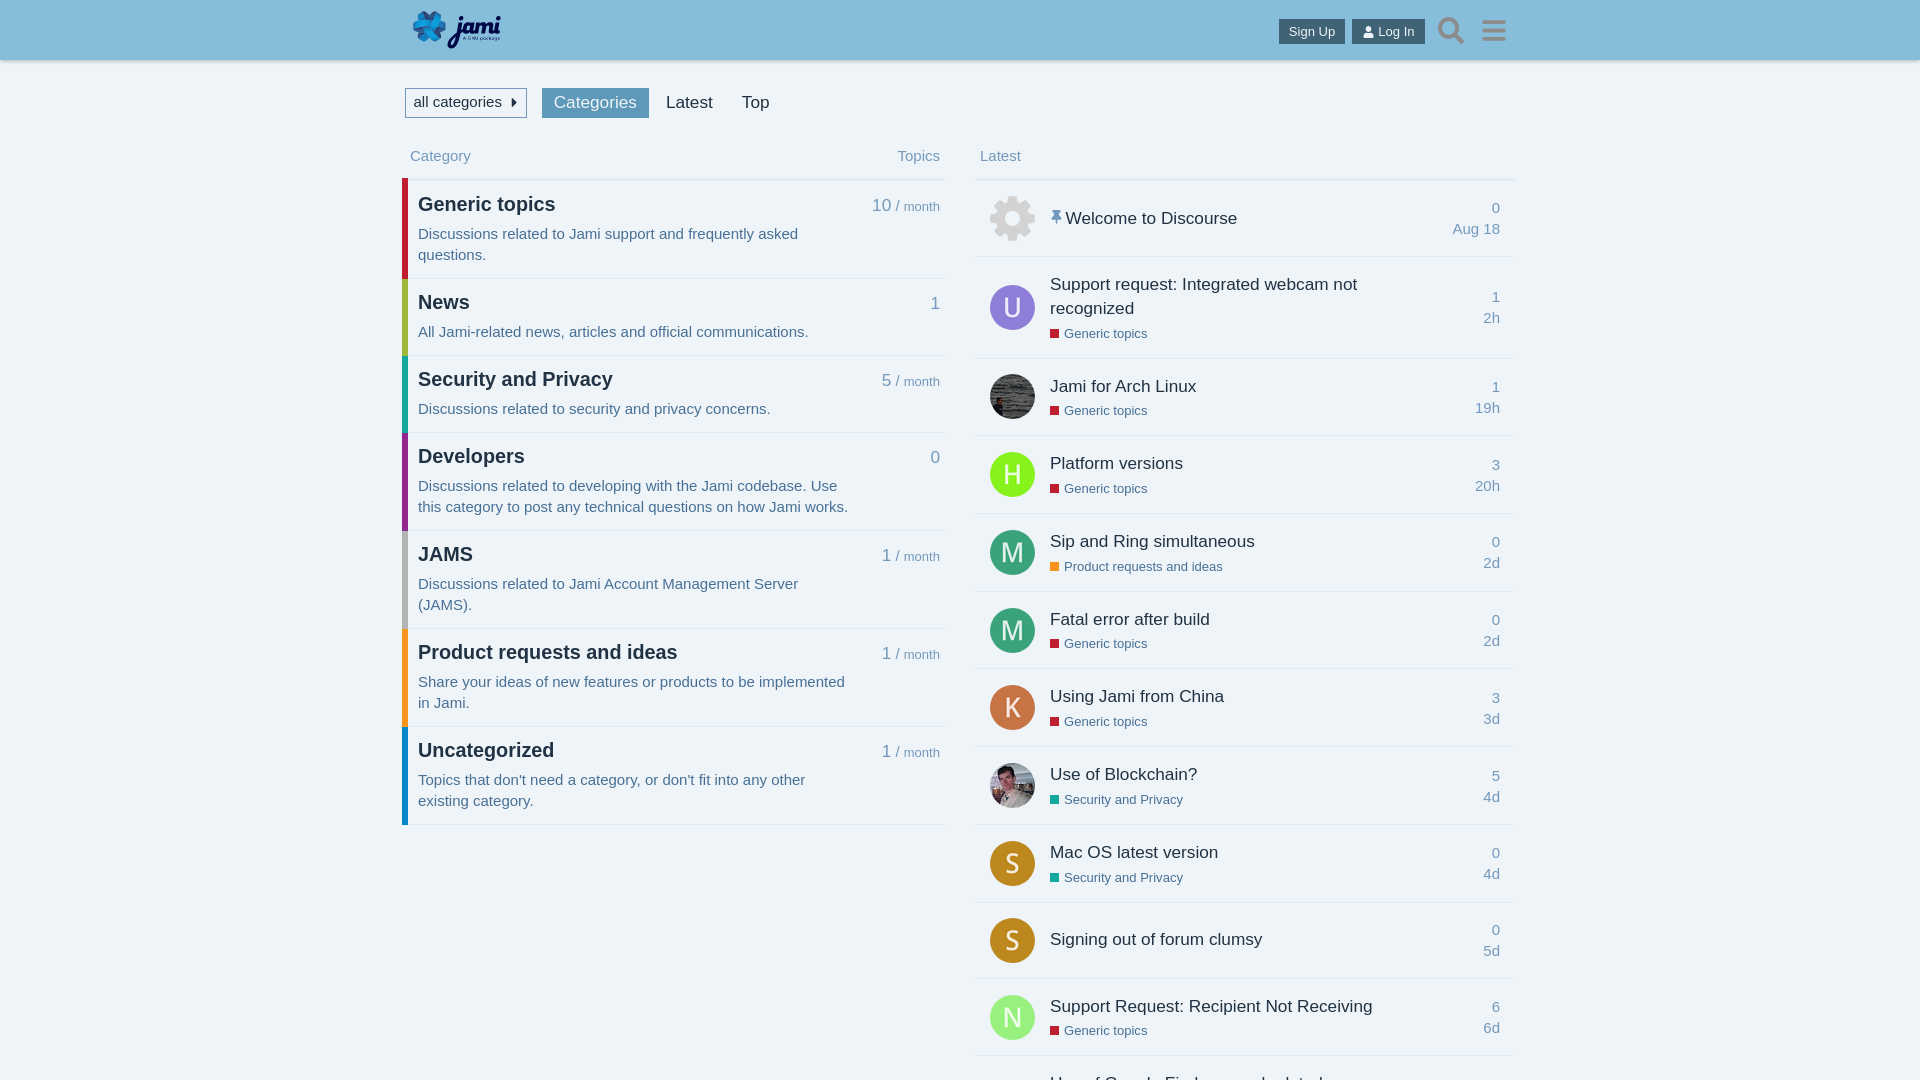 jami
A GNU package
Sign Up
Log In
all categories
Categories
Latest
Top
Category
Topics
Generic topics
10 / month
Discussions related to Jami support and frequently asked
questions.
News
1
All Jami-related news, articles and official communications.
Security and Privacy
5 / month
Discussions related to security and privacy concerns.
Developers
0
Discussions related to developing with the Jami codebase. Use
this category to post any technical questions on how Jami works.
JAMS
1 / month
Discussions related to Jami Account Management Server
(JAMS).
Product requests and ideas
1 / month
Share your ideas of new features or products to be implemented
in Jami.
Uncategorized
1 / month
Topics that don't need a category, or don't fit into any other
existing category.
Latest
Welcome to Discourse
0
Aug 18
U
Support request: Integrated webcam not
recognized
Generic topics
1
2h
Jami for Arch Linux
Generic topics
1
19h
H
Platform versions
Generic topics
3
20h
M
Sip and Ring simultaneous
Product requests and ideas
0
2d
M
Fatal error after build
Generic topics
0
2d
K
Using Jami from China
Generic topics
3
3d
Use of Blockchain?
Security and Privacy
5
4d
S
Mac OS latest version
Security and Privacy
0
4d
S
Signing out of forum clumsy
0
5d
N
Support Request: Recipient Not Receiving
Generic topics
6
6d